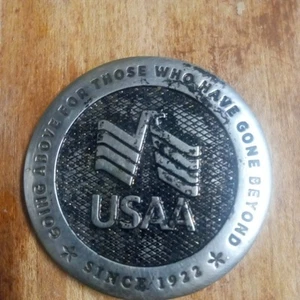 GOING ABOVE FOR THOSE WHO HAVE GONE BEYOND
USAA
* SINCE 1922 *